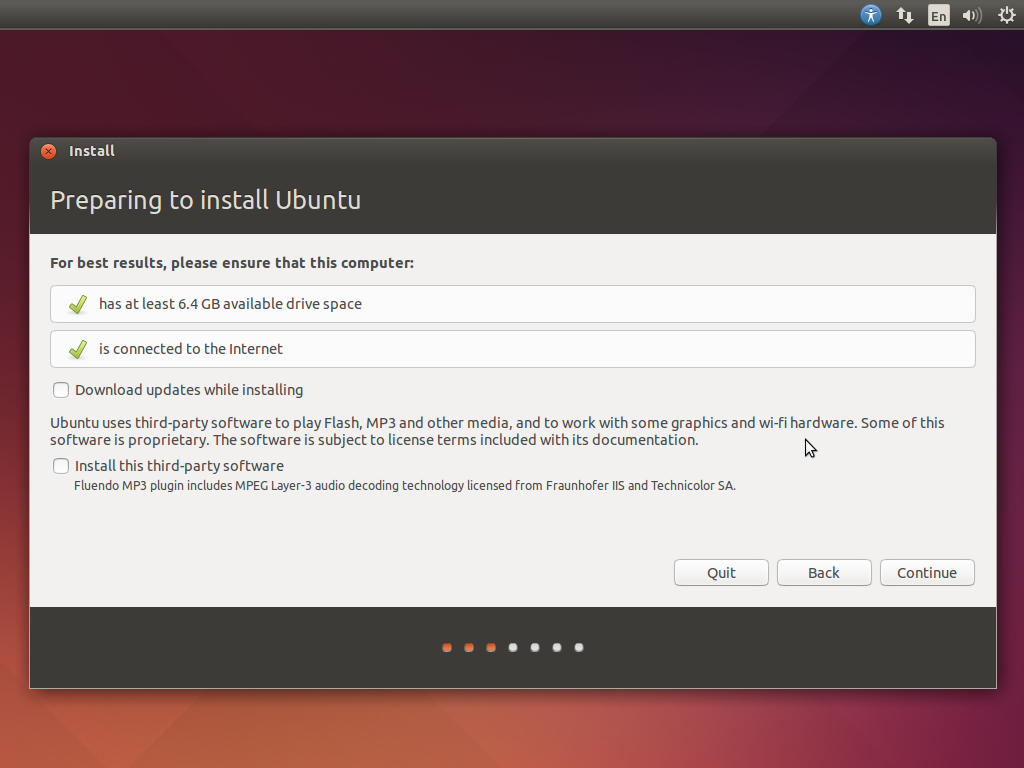 En
Install
Preparing to install Ubuntu
For best results, please ensure that this computer:
has at least 6.4 GB available drive space
is connected to the Internet
Download updates while installing
Ubuntu uses third-party software to play Flash, MP3 and other media, and to work with some graphics and wi-fi hardware. Some of this
software is proprietary. The software is subject to license terms included with its documentation.
Install this third-party software
Fluendo MP3 plugin includes MPEG Layer-3 audio decoding technology licensed from Fraunhofer IIS and Technicolor SA.
Quit Back Continue